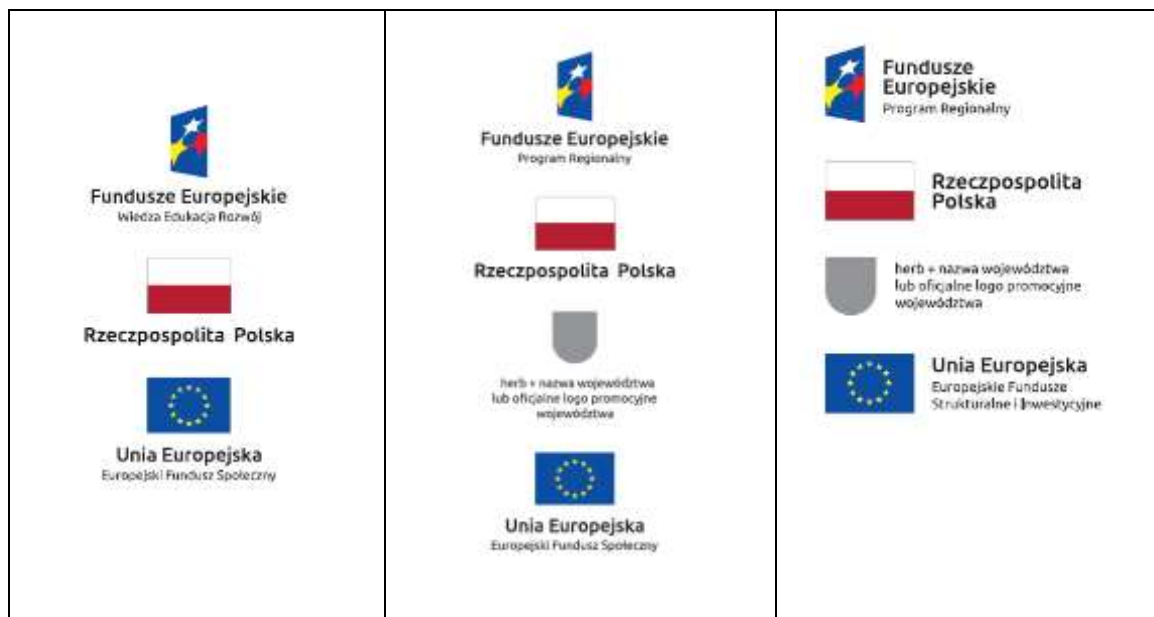 Fundusze Europejskie
Wiedza Edukacja Rozwój
Rzeczpospolita Polska
Unia Europejska
Europejski Fundusz Społeczny
Fundusze Europejskie
Program Regionalny
Rzeczpospolita Polska
herb + nazwa województwa
lub oficjalne logo promocyjne
województwa
Unia Europejska
Europejski Fundusz Społeczny
Fundusze
Europejskie
Program Regionalny
Rzeczpospolita
Polska
herb + nazwa województwa
lub oficjalne logo promocyjne
województwa
Unia Europejska
Europejskie Fundusze
Strukturalne i Inwestycyjne